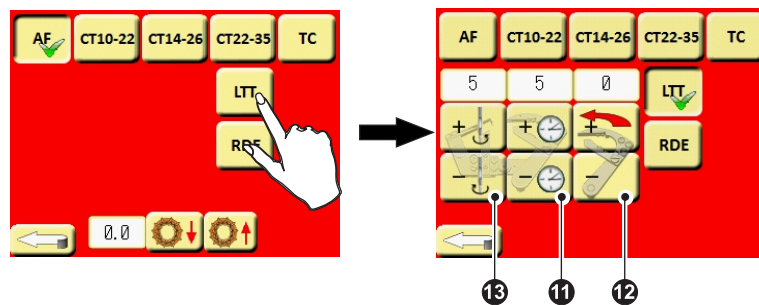 AF CT10-22 CT14-26 CT22-35 TC
LTT
RDE
0.0
AF CT10-22 CT14-26 CT22-35 TC
5 5 0 LTT
+ + +
RDE
- - -
13 11 12